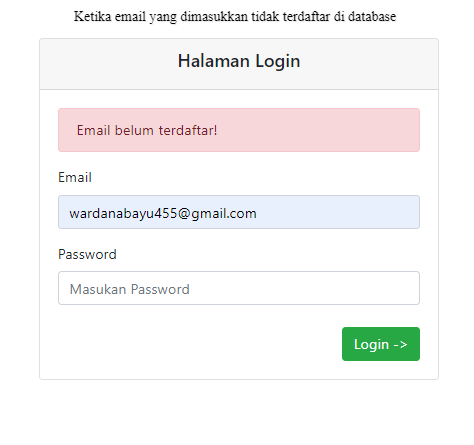 Ketika email yang dimasukkan tidak terdaftar di database
Halaman Login
Email belum terdaftar!
Email
wardanabayu455@gmail.com
Password
Masukan Password
Login ->